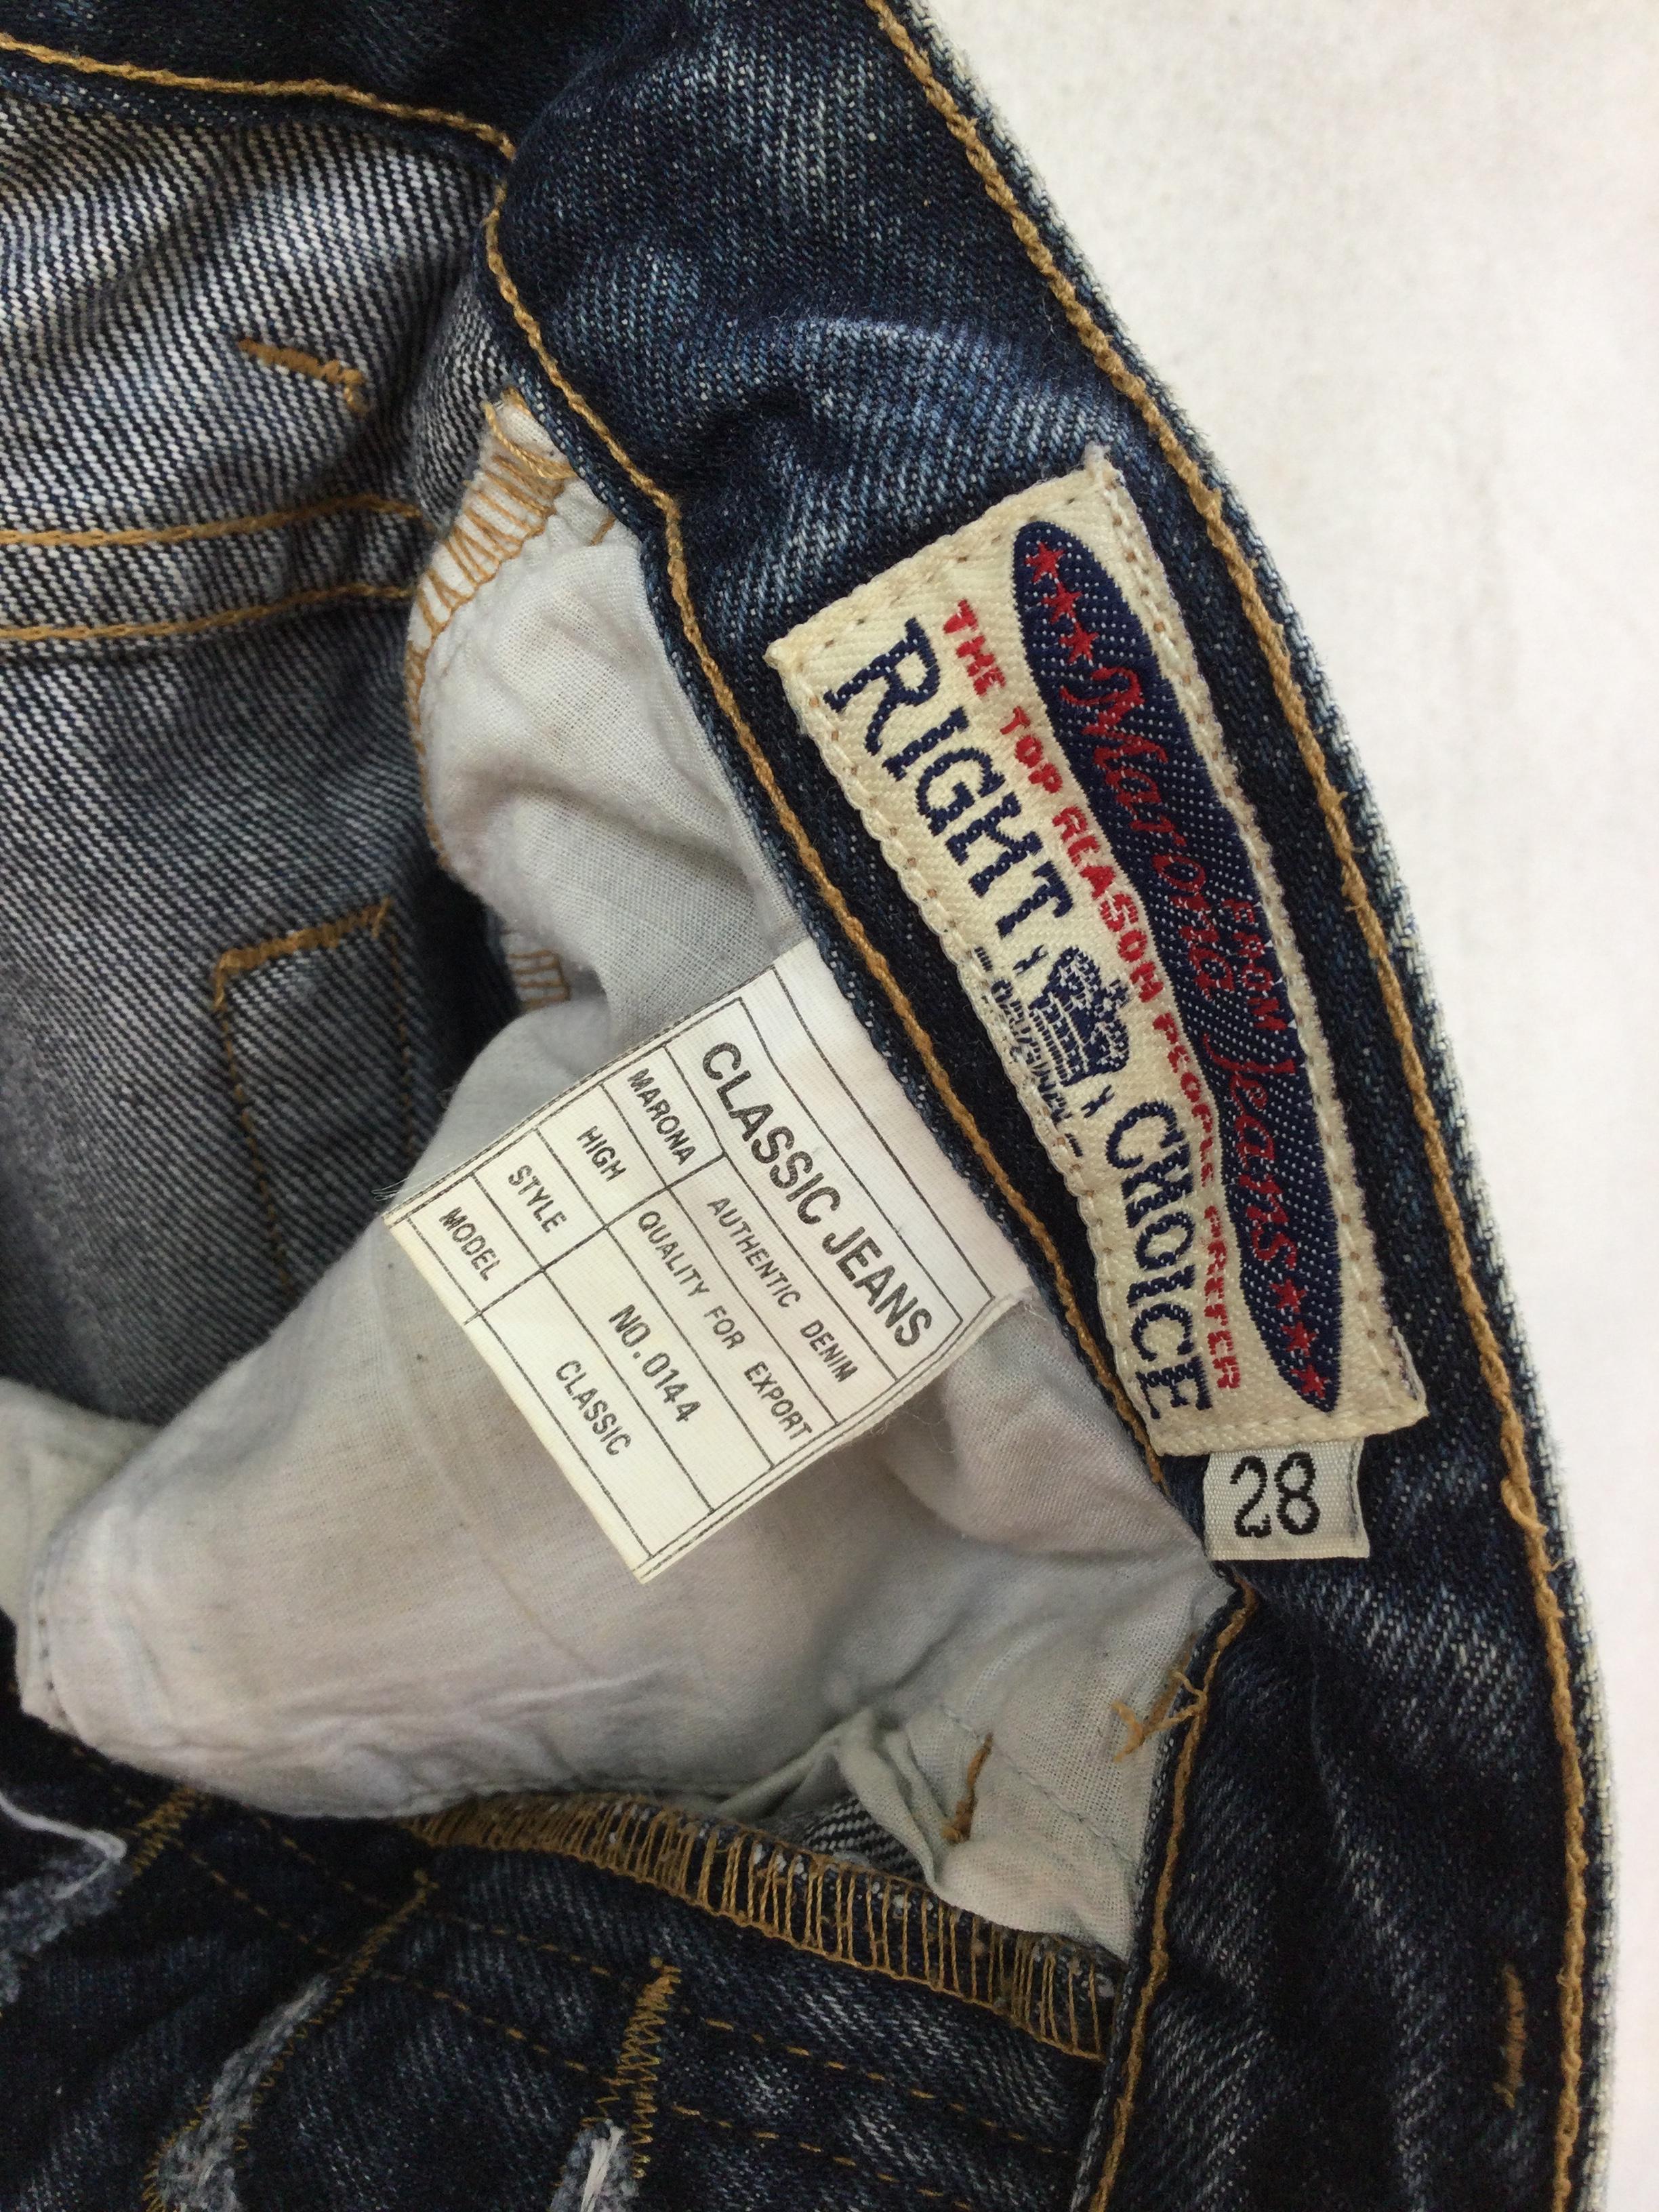 ★★★ Marona FROM Jeans ★★★
THE TOP REASON PEOPLE PREFER
RIGHT CHOICE
ORIGINAL
28
CLASSIC JEANS
MARONA AUTHENTIC DENIM
HIGH QUALITY FOR EXPORT
STYLE NO.0144
MODEL CLASSIC